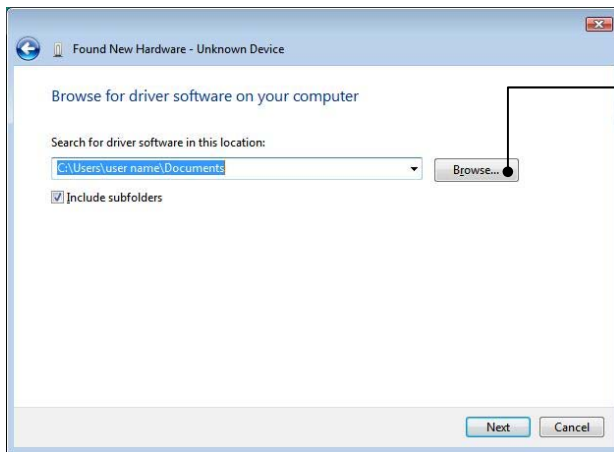 Found New Hardware - Unknown Device
Browse for driver software on your computer
Search for driver software in this location:
C:\Users\user name\Documents
Browse...
Include subfolders
Next
Cancel